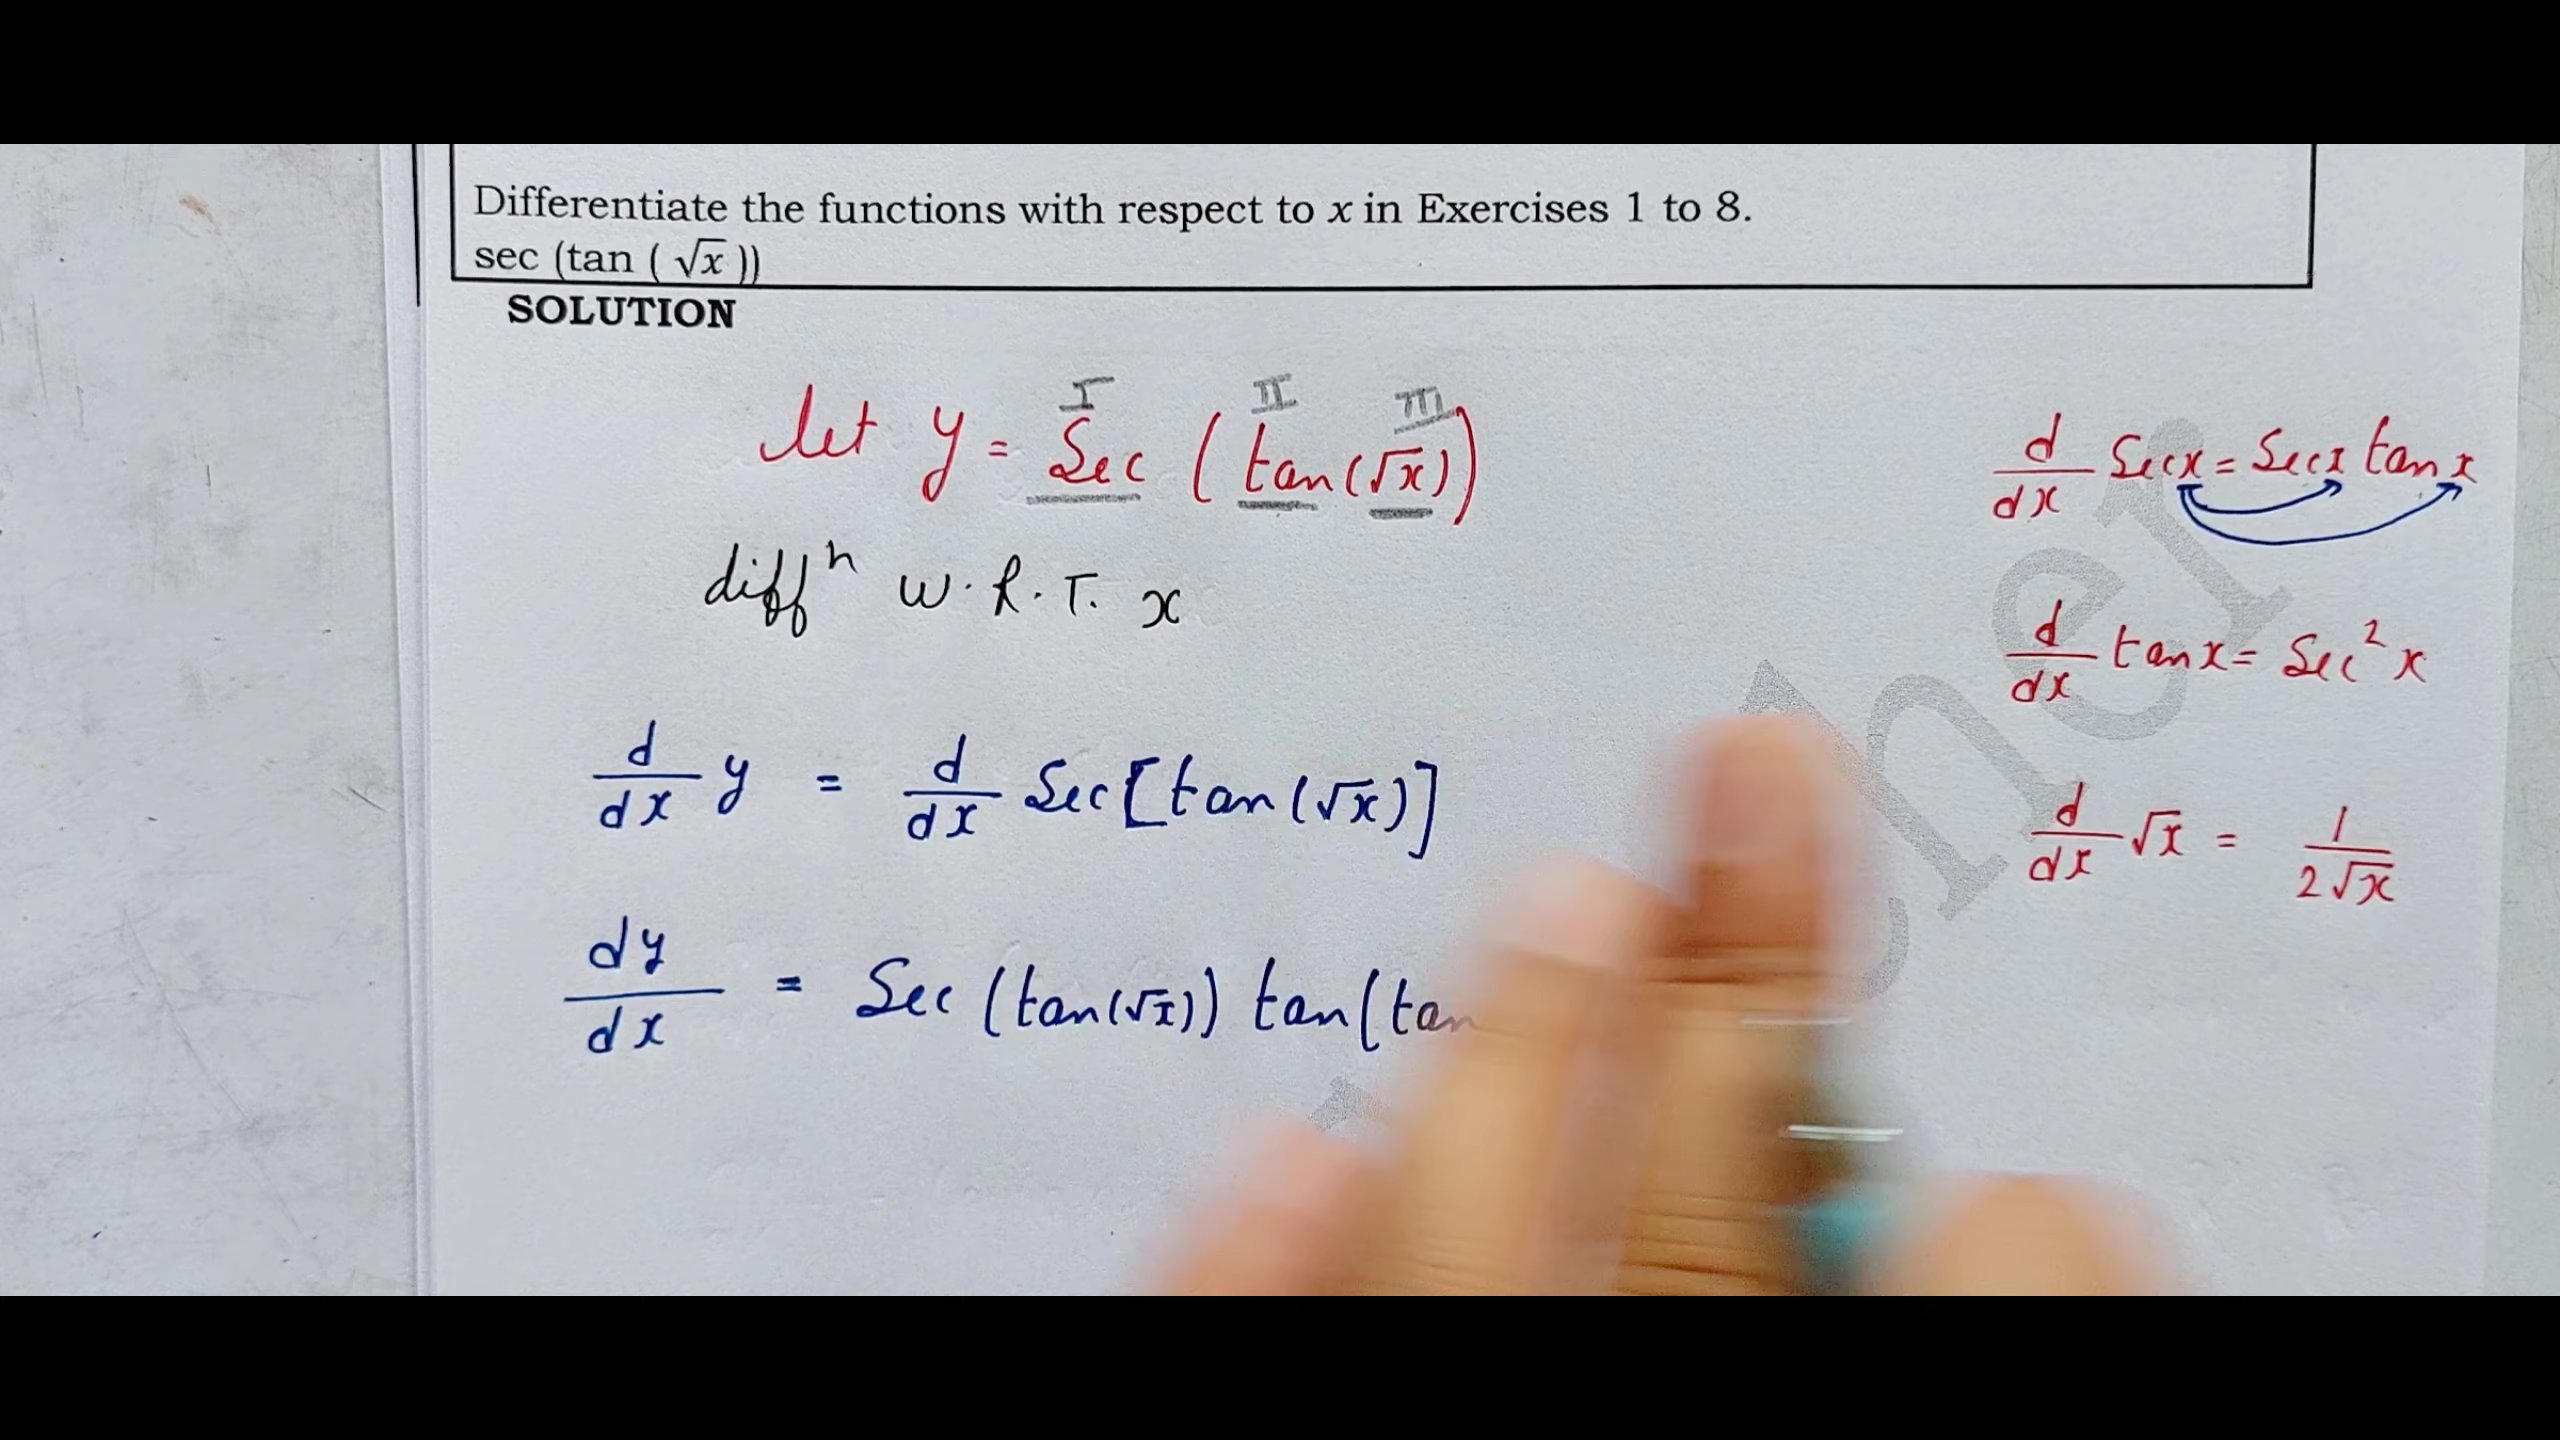 Differentiate the functions with respect to x in Exercises 1 to 8.
sec (tan ( √x ))
SOLUTION
I II III
let y = Sec (tan(√x))
diffⁿ W.R.T. x
d/dx y = d/dx Sec[tan(√x)]
dy/dx = Sec (tan(√x)) tan(tan
d/dx Secx = Secx tanx
d/dx tanx = Sec²x
d/dx √x = 1/2√x